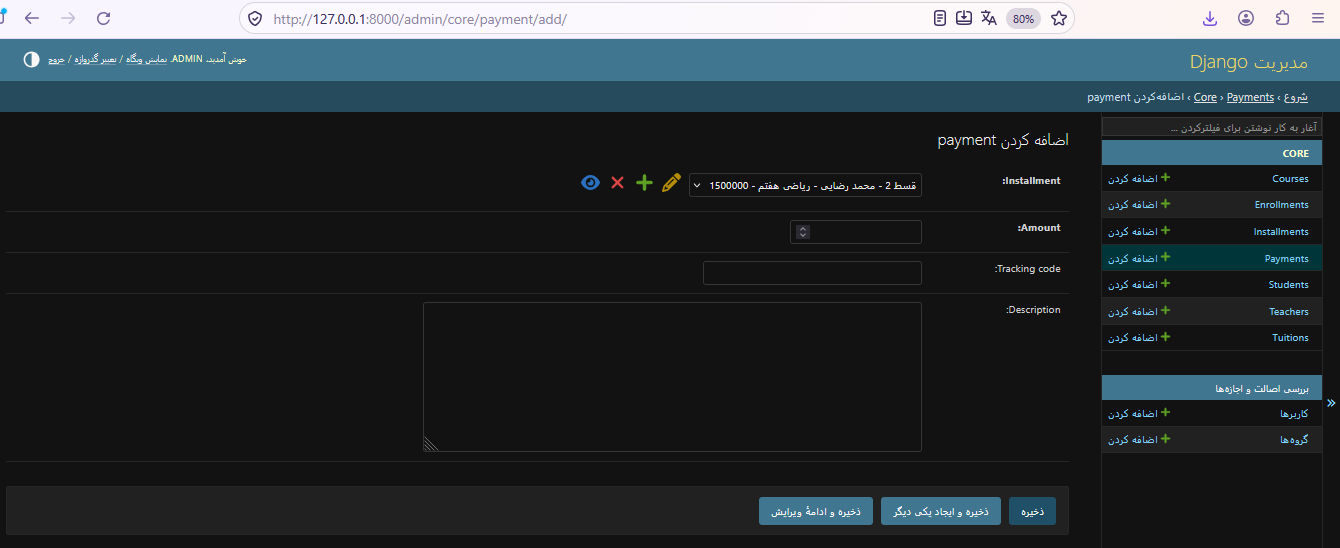 http://127.0.0.1:8000/admin/core/payment/add/
80%
مدیریت Django
خوش آمدید، ADMIN. نمایش وبگاه / تغییر گذرواژه / خروج
شروع › Core › Payments › اضافه‌کردن payment
آغار به کار نوشتن برای فیلترکردن ...
CORE
Courses اضافه کردن
Enrollments اضافه کردن
Installments اضافه کردن
Payments اضافه کردن
Students اضافه کردن
Teachers اضافه کردن
Tuitions اضافه کردن
بررسی اصالت و اجازه‌ها
کاربرها اضافه کردن
گروه‌ها اضافه کردن
»
اضافه کردن payment
Installment:
قسط 2 - محمد رضایی - ریاضی هفتم - 1500000
Amount:
Tracking code:
Description:
ذخیره
ذخیره و ایجاد یکی دیگر
ذخیره و ادامهٔ ویرایش